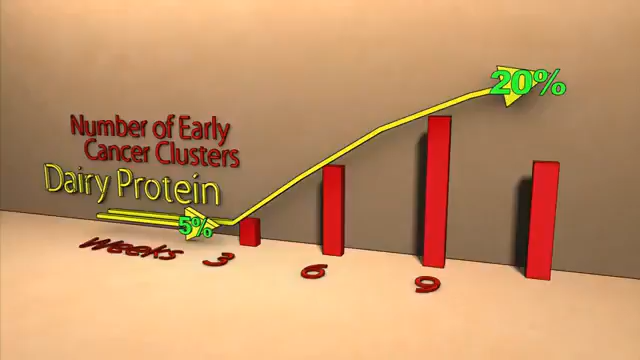 20%
Number of Early
Cancer Clusters
Dairy Protein
5%
Weeks 3 6 9